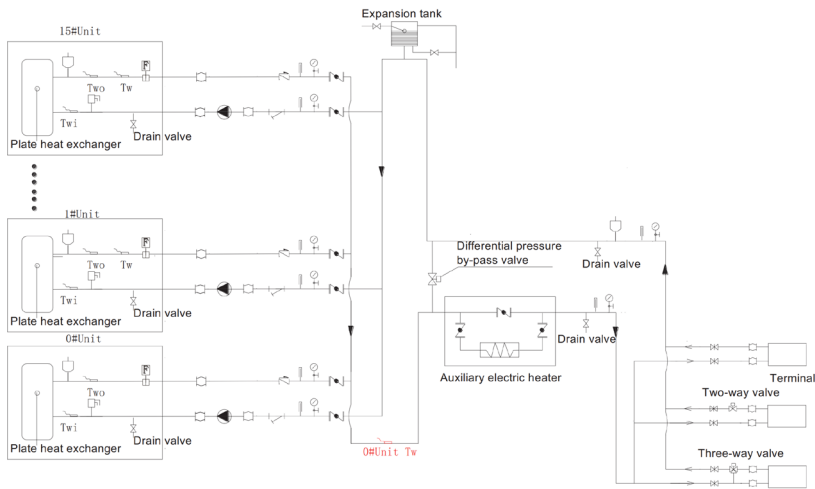 Expansion tank
15#Unit
F
Two
Tw
Twi
Drain valve
Plate heat exchanger
1#Unit
F
Two
Tw
Twi
Drain valve
Plate heat exchanger
Differential pressure
by-pass valve
Drain valve
0#Unit
F
Two
Twi
Drain valve
Plate heat exchanger
Drain valve
Auxiliary electric heater
0#Unit Tw
Terminal
Two-way valve
Three-way valve